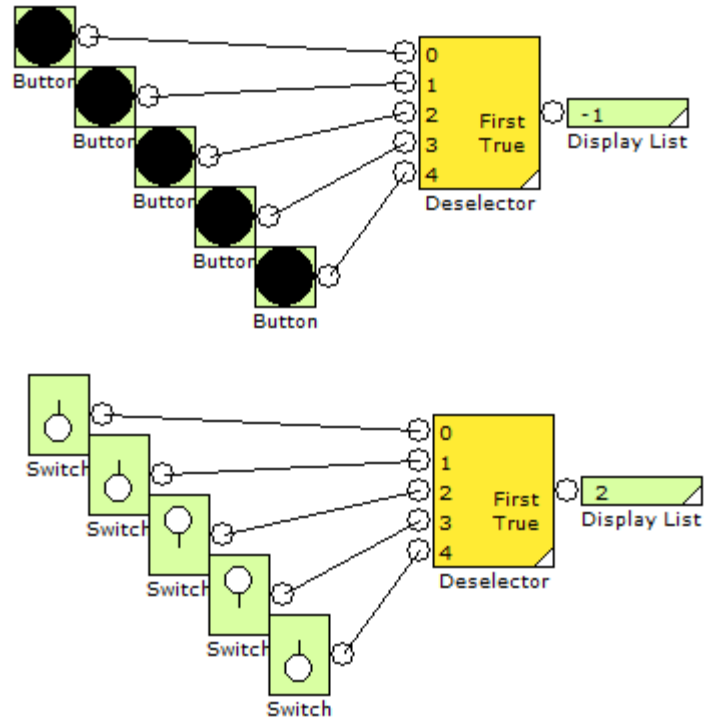 Button
Button
Button
Button
Button
0
1
2
3
4
First
True
Deselector
-1
Display List
Switch
Switch
Switch
Switch
Switch
0
1
2
3
4
First
True
Deselector
2
Display List